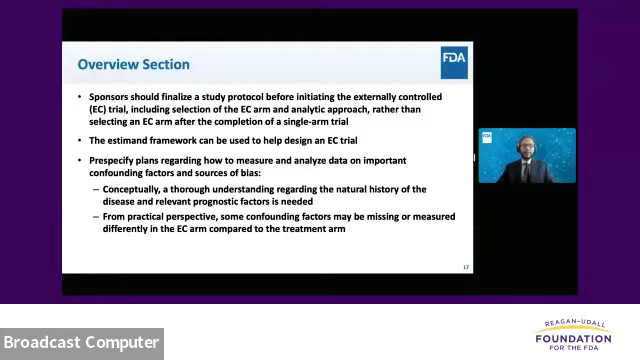 Overview Section
FDA
• Sponsors should finalize a study protocol before initiating the externally controlled
(EC) trial, including selection of the EC arm and analytic approach, rather than
selecting an EC arm after the completion of a single-arm trial
• The estimand framework can be used to help design an EC trial
• Prespecify plans regarding how to measure and analyze data on important
confounding factors and sources of bias:
– Conceptually, a thorough understanding regarding the natural history of the
disease and relevant prognostic factors is needed
– From practical perspective, some confounding factors may be missing or measured
differently in the EC arm compared to the treatment arm
17
FDA
Broadcast Computer
REAGAN-UDALL
FOUNDATION
FOR THE FDA